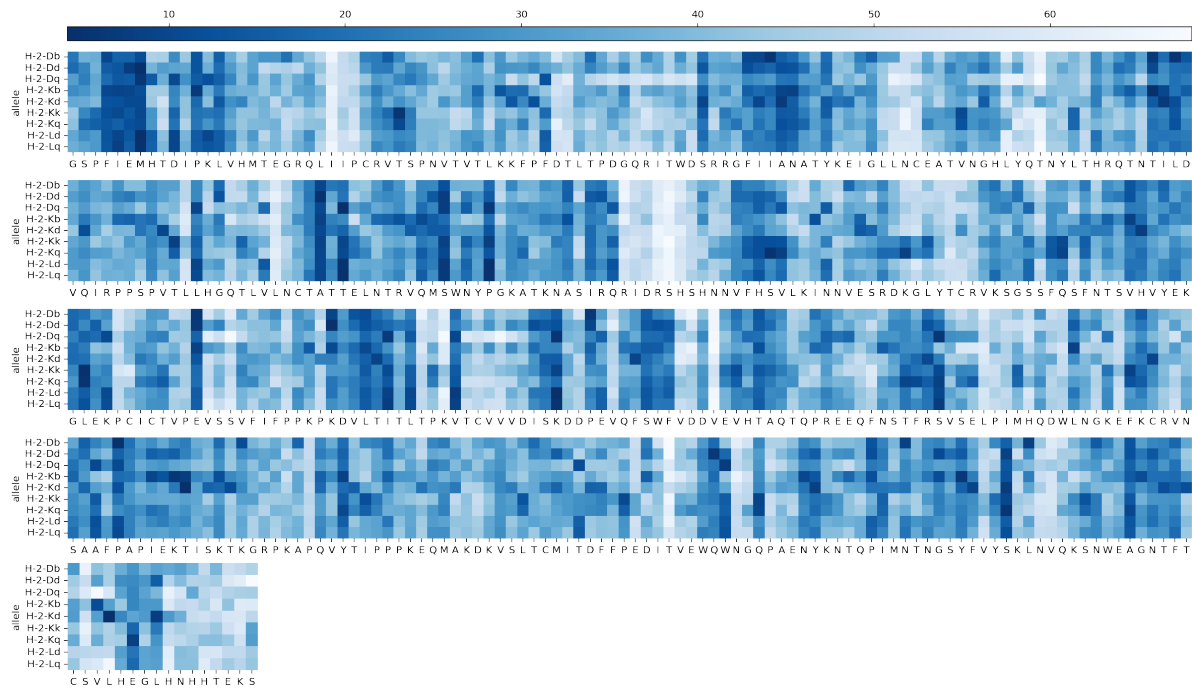 10 20 30 40 50 60
H-2-Db
H-2-Dd
H-2-Dq
H-2-Kb
H-2-Kd
H-2-Kk
H-2-Kq
H-2-Ld
H-2-Lq
allele
G S P F I E M H T D I P K L V H M T E G R Q L I I P C R V T S P N V T V T L K K F P F D T L T P D G Q R I T W D S R R G F I I A N A T Y K E I G L L N C E A T V N G H L Y Q T N Y L T H R Q T N T I L D
H-2-Db
H-2-Dd
H-2-Dq
H-2-Kb
H-2-Kd
H-2-Kk
H-2-Kq
H-2-Ld
H-2-Lq
allele
V Q I R P P S P V T L L H G Q T L V L N C T A T T E L N T R V Q M S W N Y P G K A T K N A S I R Q R I D R S H S H N N V F H S V L K I N N V E S R D K G L Y T C R V K S G S S F Q S F N T S V H V Y E K
H-2-Db
H-2-Dd
H-2-Dq
H-2-Kb
H-2-Kd
H-2-Kk
H-2-Kq
H-2-Ld
H-2-Lq
allele
G L E K P C I C T V P E V S S V F I F P P K P K D V L T I T L T P K V T C V V V D I S K D D P E V Q F S W F V D D V E V H T A Q T Q P R E E Q F N S T F R S V S E L P I M H Q D W L N G K E F K C R V N
H-2-Db
H-2-Dd
H-2-Dq
H-2-Kb
H-2-Kd
H-2-Kk
H-2-Kq
H-2-Ld
H-2-Lq
allele
S A A F P A P I E K T I S K T K G R P K A P Q V Y T I P P P K E Q M A K D K V S L T C M I T D F F P E D I T V E W Q W N G Q P A E N Y K N T Q P I M N T N G S Y F V Y S K L N V Q K S N W E A G N T F T
H-2-Db
H-2-Dd
H-2-Dq
H-2-Kb
H-2-Kd
H-2-Kk
H-2-Kq
H-2-Ld
H-2-Lq
allele
C S V L H E G L H N H H T E K S